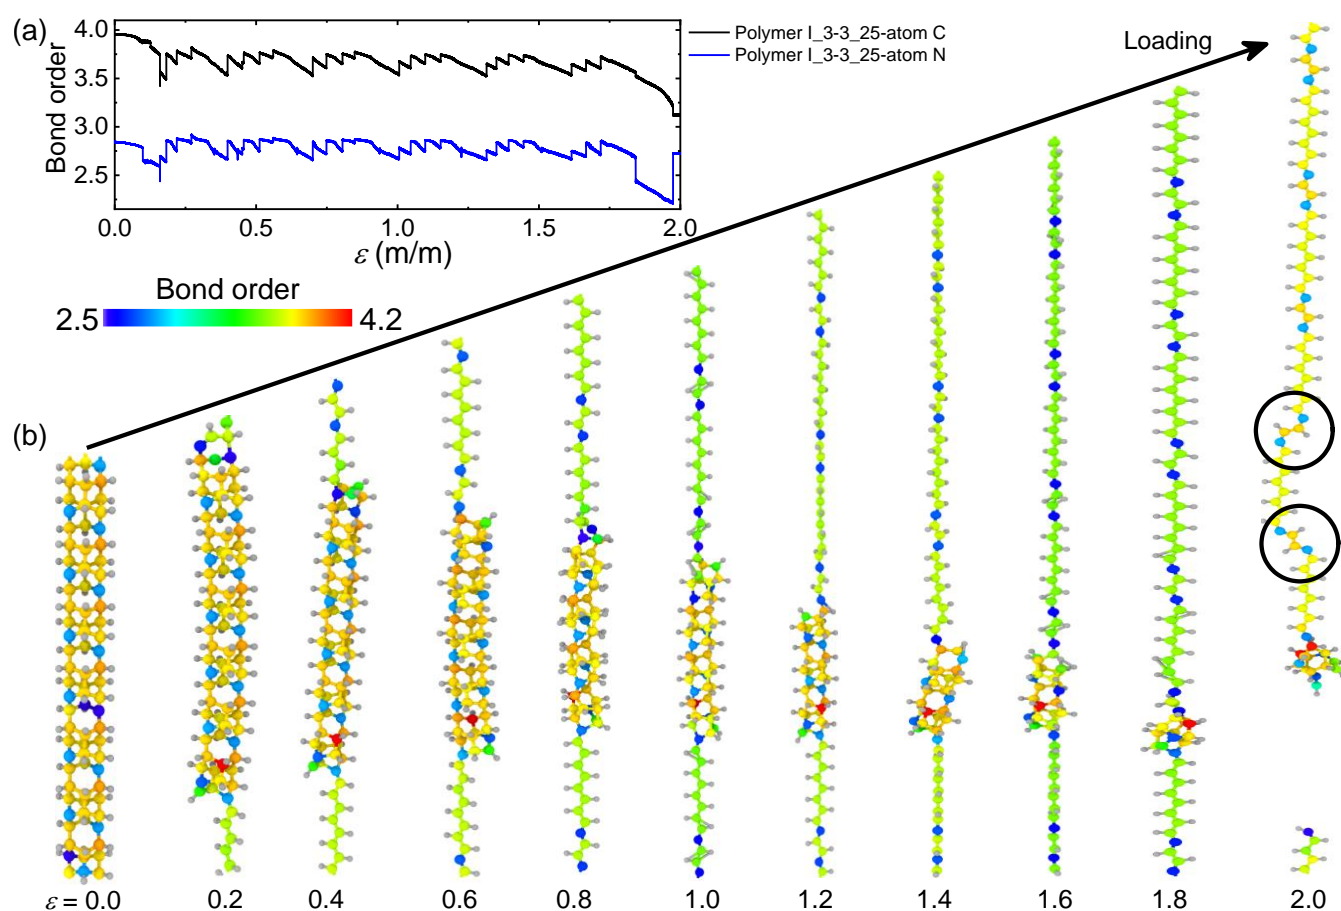 (a)
4.0
3.5
3.0
2.5
Bond order
0.0 0.5 1.0 1.5 2.0
ε (m/m)
Polymer I_3-3_25-atom C
Polymer I_3-3_25-atom N
Loading
Bond order
2.5 4.2
(b)
ε = 0.0 0.2 0.4 0.6 0.8 1.0 1.2 1.4 1.6 1.8 2.0